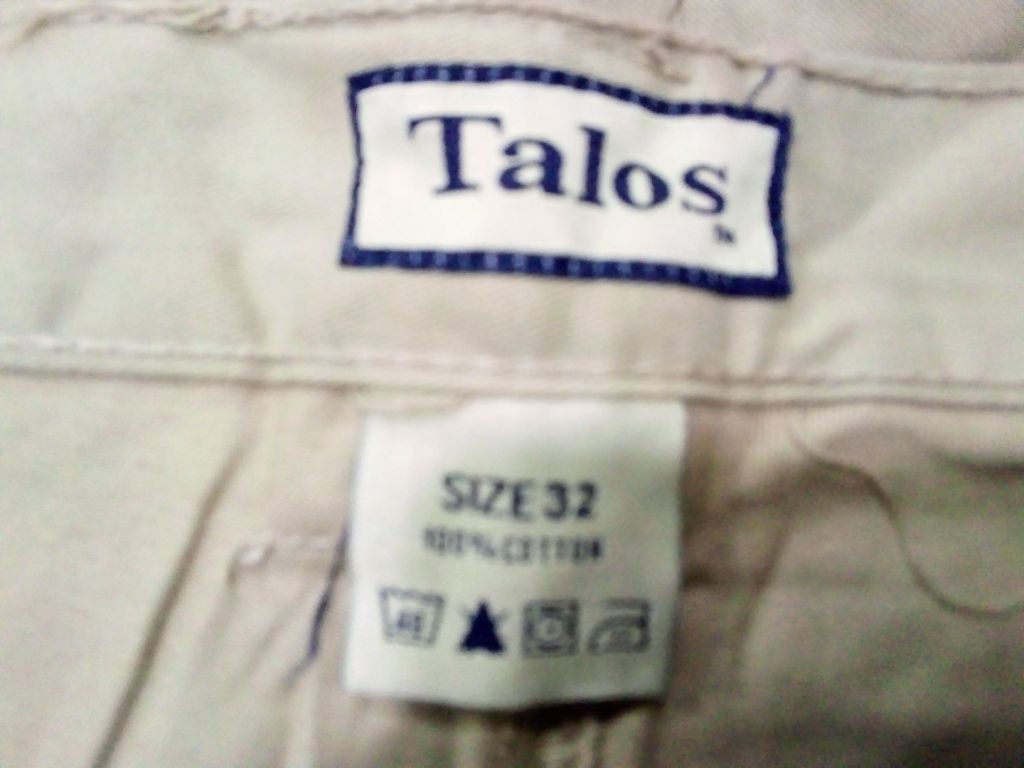 Talos
SIZE 32
100% COTTON